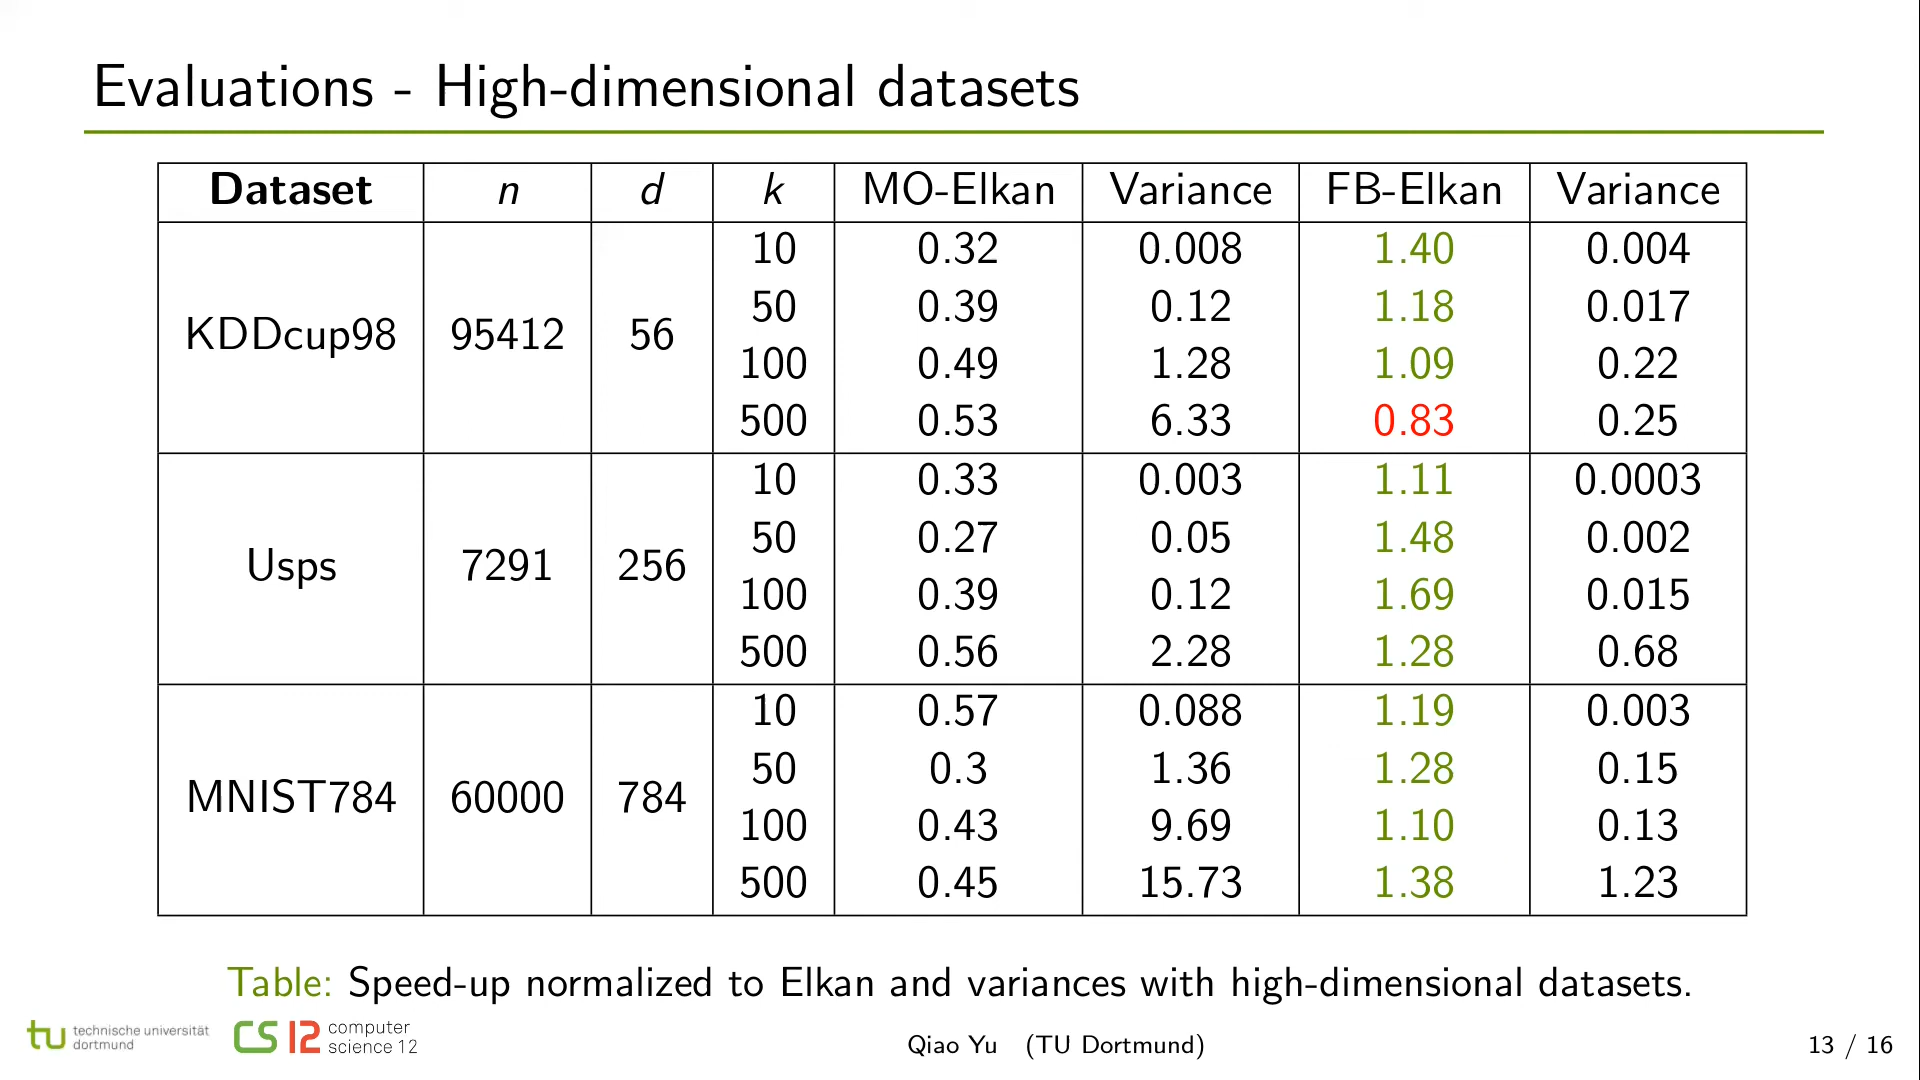 Evaluations - High-dimensional datasets
Dataset n d k MO-Elkan Variance FB-Elkan Variance
KDDcup98 95412 56
10 0.32 0.008 1.40 0.004
50 0.39 0.12 1.18 0.017
100 0.49 1.28 1.09 0.22
500 0.53 6.33 0.83 0.25
Usps 7291 256
10 0.33 0.003 1.11 0.0003
50 0.27 0.05 1.48 0.002
100 0.39 0.12 1.69 0.015
500 0.56 2.28 1.28 0.68
MNIST784 60000 784
10 0.57 0.088 1.19 0.003
50 0.3 1.36 1.28 0.15
100 0.43 9.69 1.10 0.13
500 0.45 15.73 1.38 1.23
Table: Speed-up normalized to Elkan and variances with high-dimensional datasets.
tu technische universität
dortmund
CS 12 computer
science 12
Qiao Yu (TU Dortmund)
13 / 16